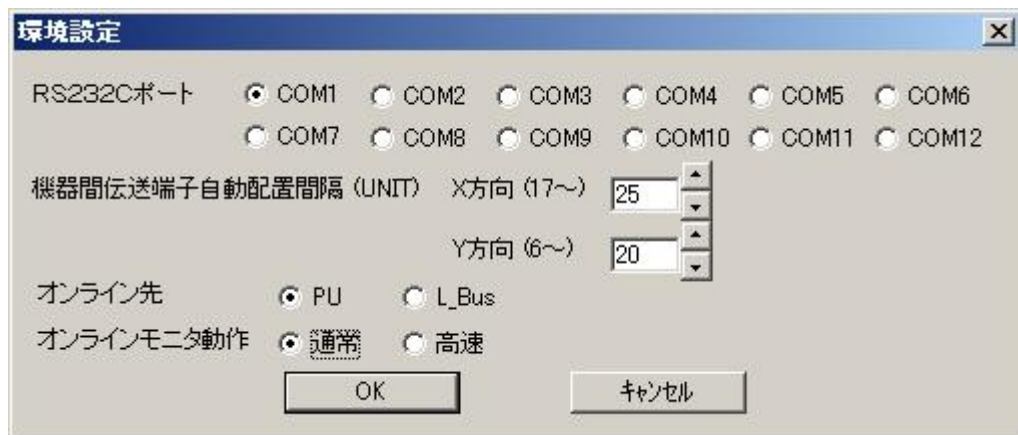 環境設定
RS232Cポート COM1 COM2 COM3 COM4 COM5 COM6
COM7 COM8 COM9 COM10 COM11 COM12
機器間伝送端子自動配置間隔(UNIT) X方向(17～) 25
Y方向(6～) 20
オンライン先 PU L_Bus
オンラインモニタ動作 通常 高速
OK キャンセル